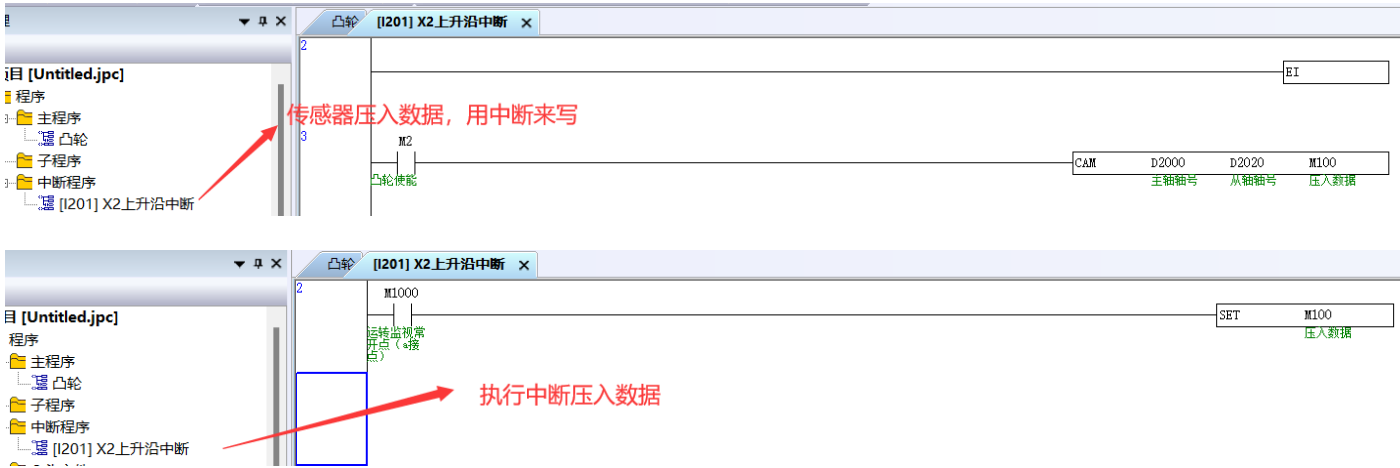 凸轮 [I201] X2上升沿中断
2
EI
项目 [Untitled.jpc]
程序
主程序
凸轮
子程序
中断程序
[I201] X2上升沿中断
传感器压入数据，用中断来写
3
M2
凸轮使能
CAM D2000 D2020 M100
主轴轴号 从轴轴号 压入数据
凸轮 [I201] X2上升沿中断
2
M1000
运转监视常
开点（a接
点）
SET M100
压入数据
目 [Untitled.jpc]
程序
主程序
凸轮
子程序
中断程序
[I201] X2上升沿中断
执行中断压入数据